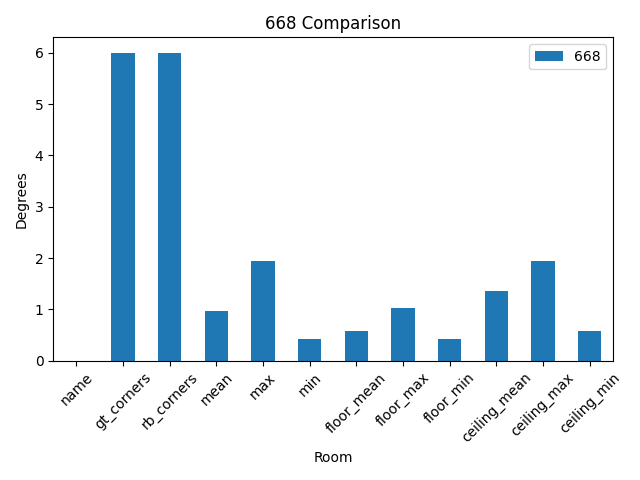 668 Comparison
668
Degrees
6
5
4
3
2
1
0
name
gt_corners
rb_corners
mean
max
min
floor_mean
floor_max
floor_min
ceiling_mean
ceiling_max
ceiling_min
Room